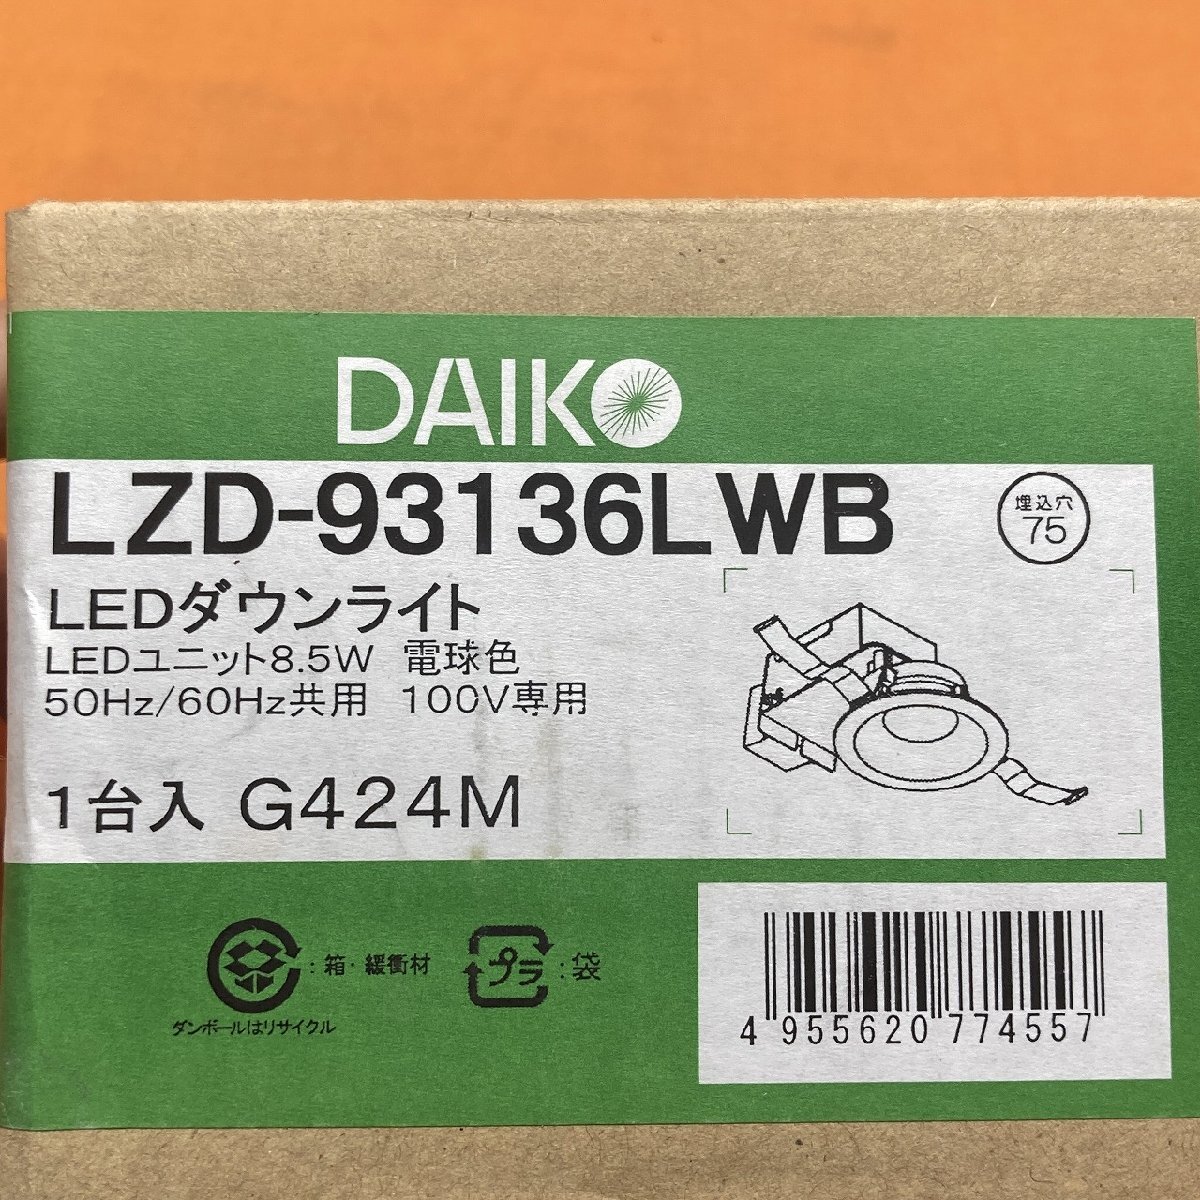 DAIKO
LZD-93136LWB
埋込穴
75
LEDダウンライト
LEDユニット8.5W 電球色
50Hz/60Hz共用 100V専用
1台入 G424M
:箱・緩衝材
ダンボールはリサイクル
プラ:袋
4 955620 774557